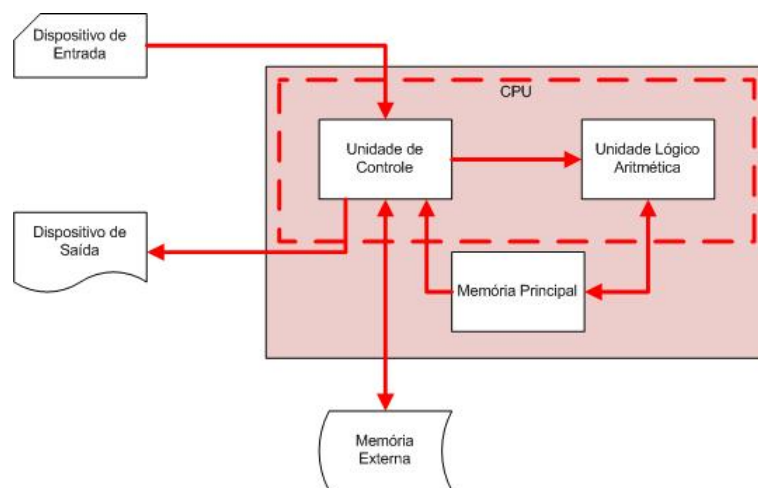 Dispositivo de
Entrada
CPU
Unidade de
Controle
Unidade Lógico
Aritmética
Dispositivo de
Saída
Memória Principal
Memória
Externa